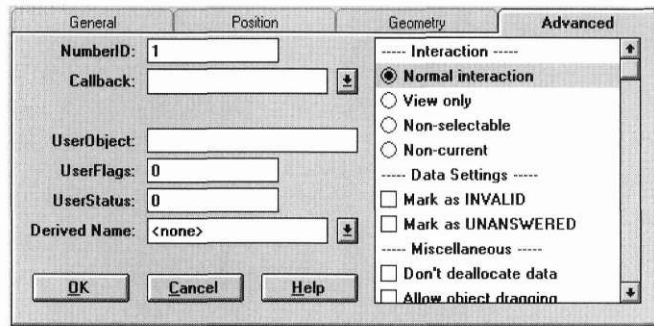 General Position Geometry Advanced
NumberID: 1
Callback:
UserObject:
UserFlags: 0
UserStatus: 0
Derived Name: <none>
OK Cancel Help
----- Interaction -----
Normal interaction
View only
Non-selectable
Non-current
----- Data Settings -----
Mark as INVALID
Mark as UNANSWERED
----- Miscellaneous -----
Don't deallocate data
Allow object dragging